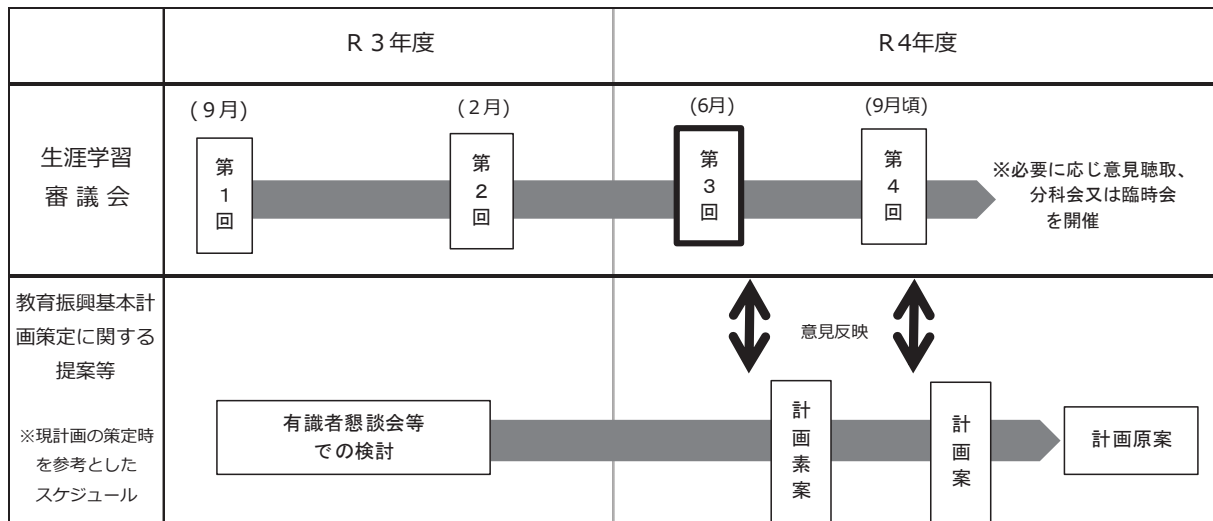 R 3 年度
R 4年度
生涯学習
審 議 会
(９月)
第
1
回
(２月)
第
2
回
(6月)
第
3
回
(9月頃)
第
4
回
※必要に応じ意見聴取、
分科会又は臨時会
を開催
教育振興基本計
画策定に関する
提案等
※現計画の策定時
を参考とした
スケジュール
意見反映
有識者懇談会等
での検討
計
画
素
案
計
画
案
計画原案